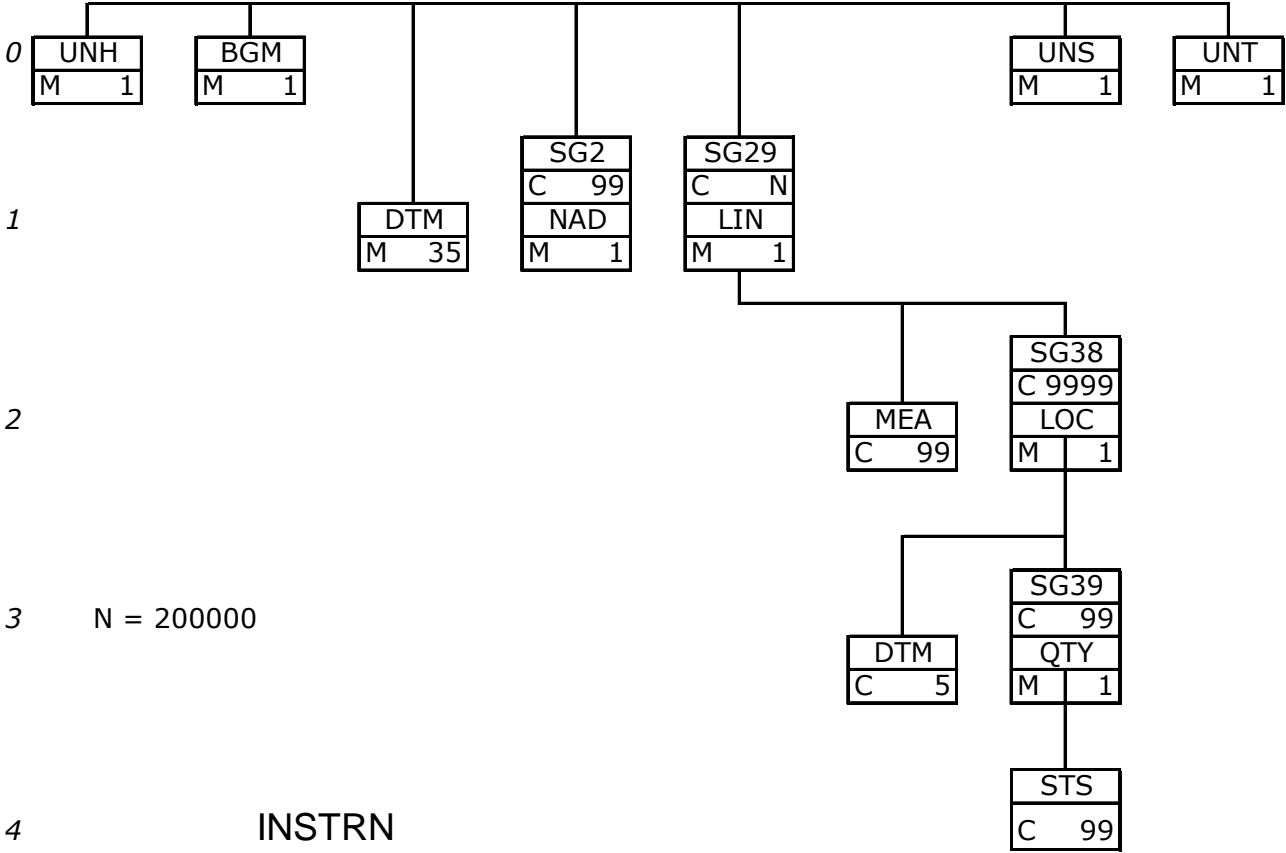 0 UNH BGM UNS UNT
M 1 M 1 M 1 M 1
SG2 SG29
C 99 C N
1 DTM NAD LIN
M 35 M 1 M 1
SG38
C 9999
2 MEA LOC
C 99 M 1
SG39
3 N = 200000 C 99
DTM QTY
C 5 M 1
STS
4 INSTRN C 99